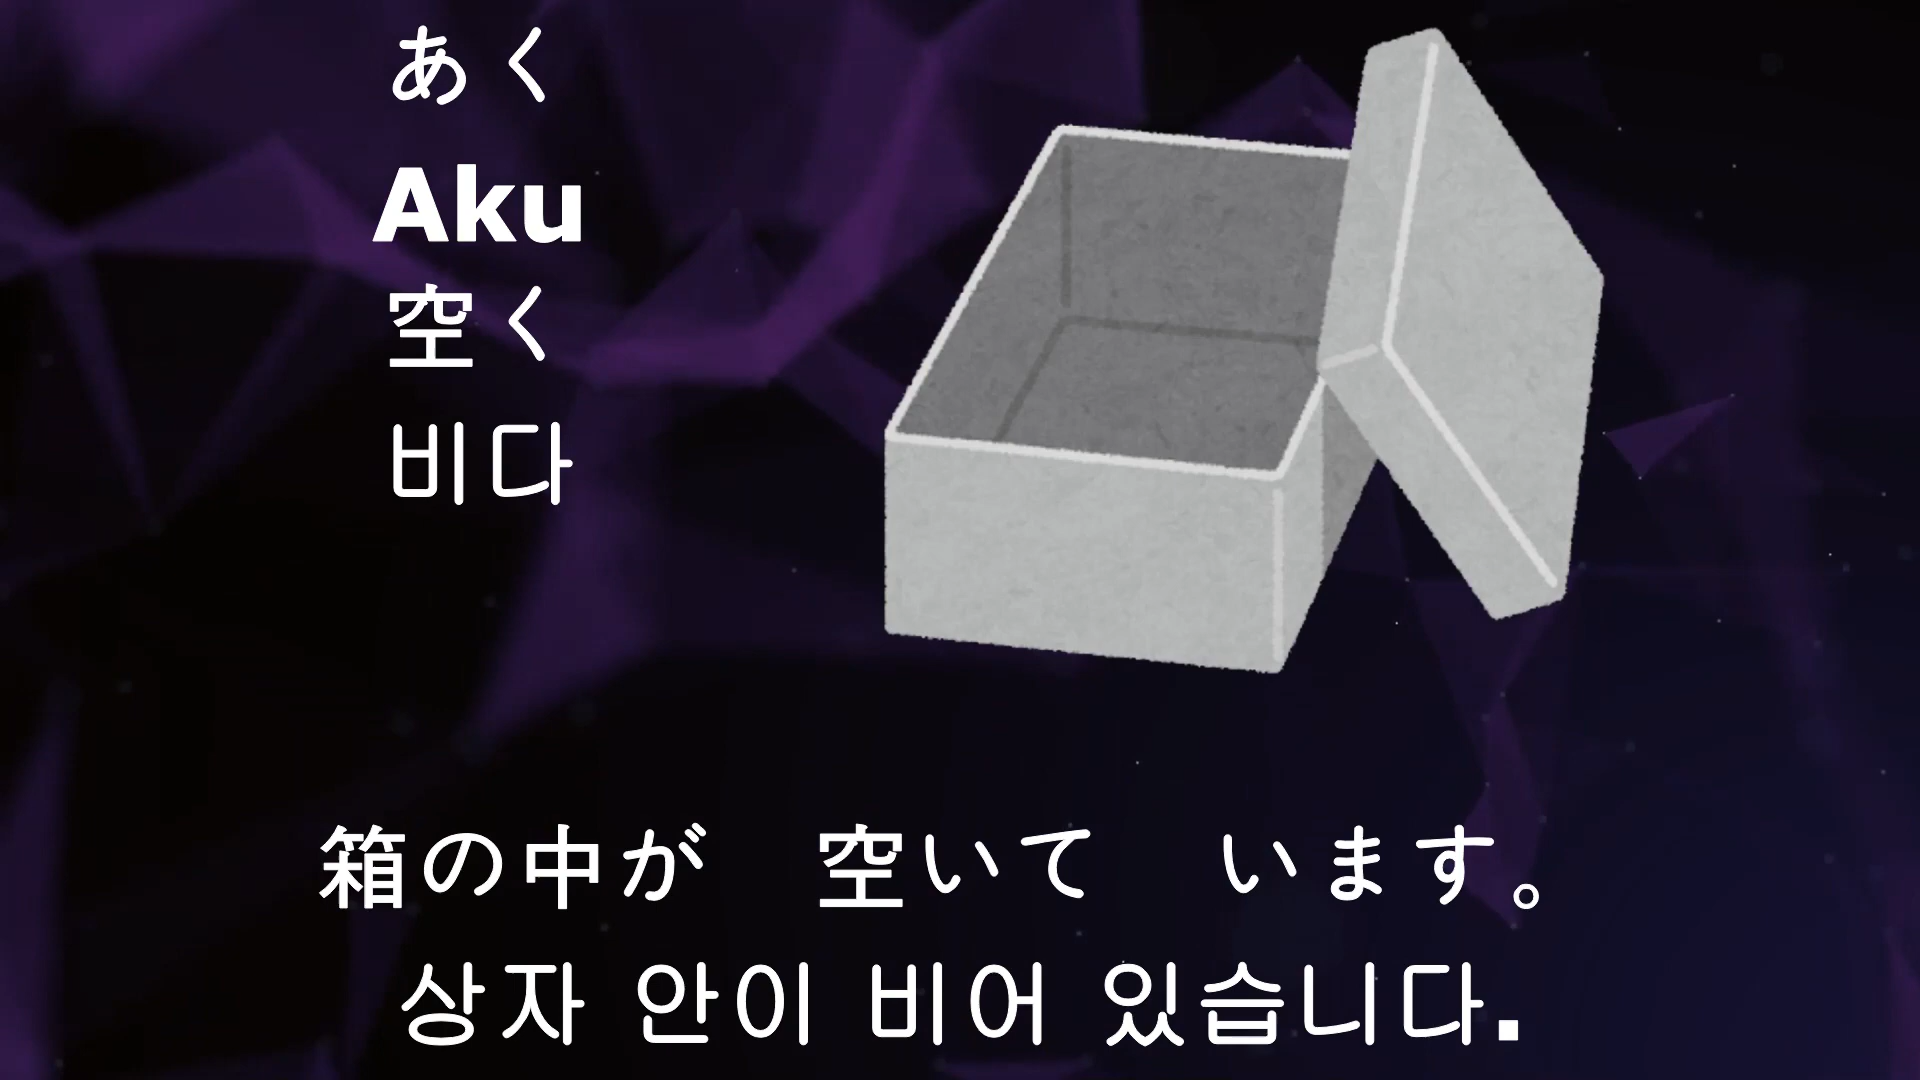 あく
Aku
空く
비다
箱の中が　空いて　います。
상자 안이 비어 있습니다.